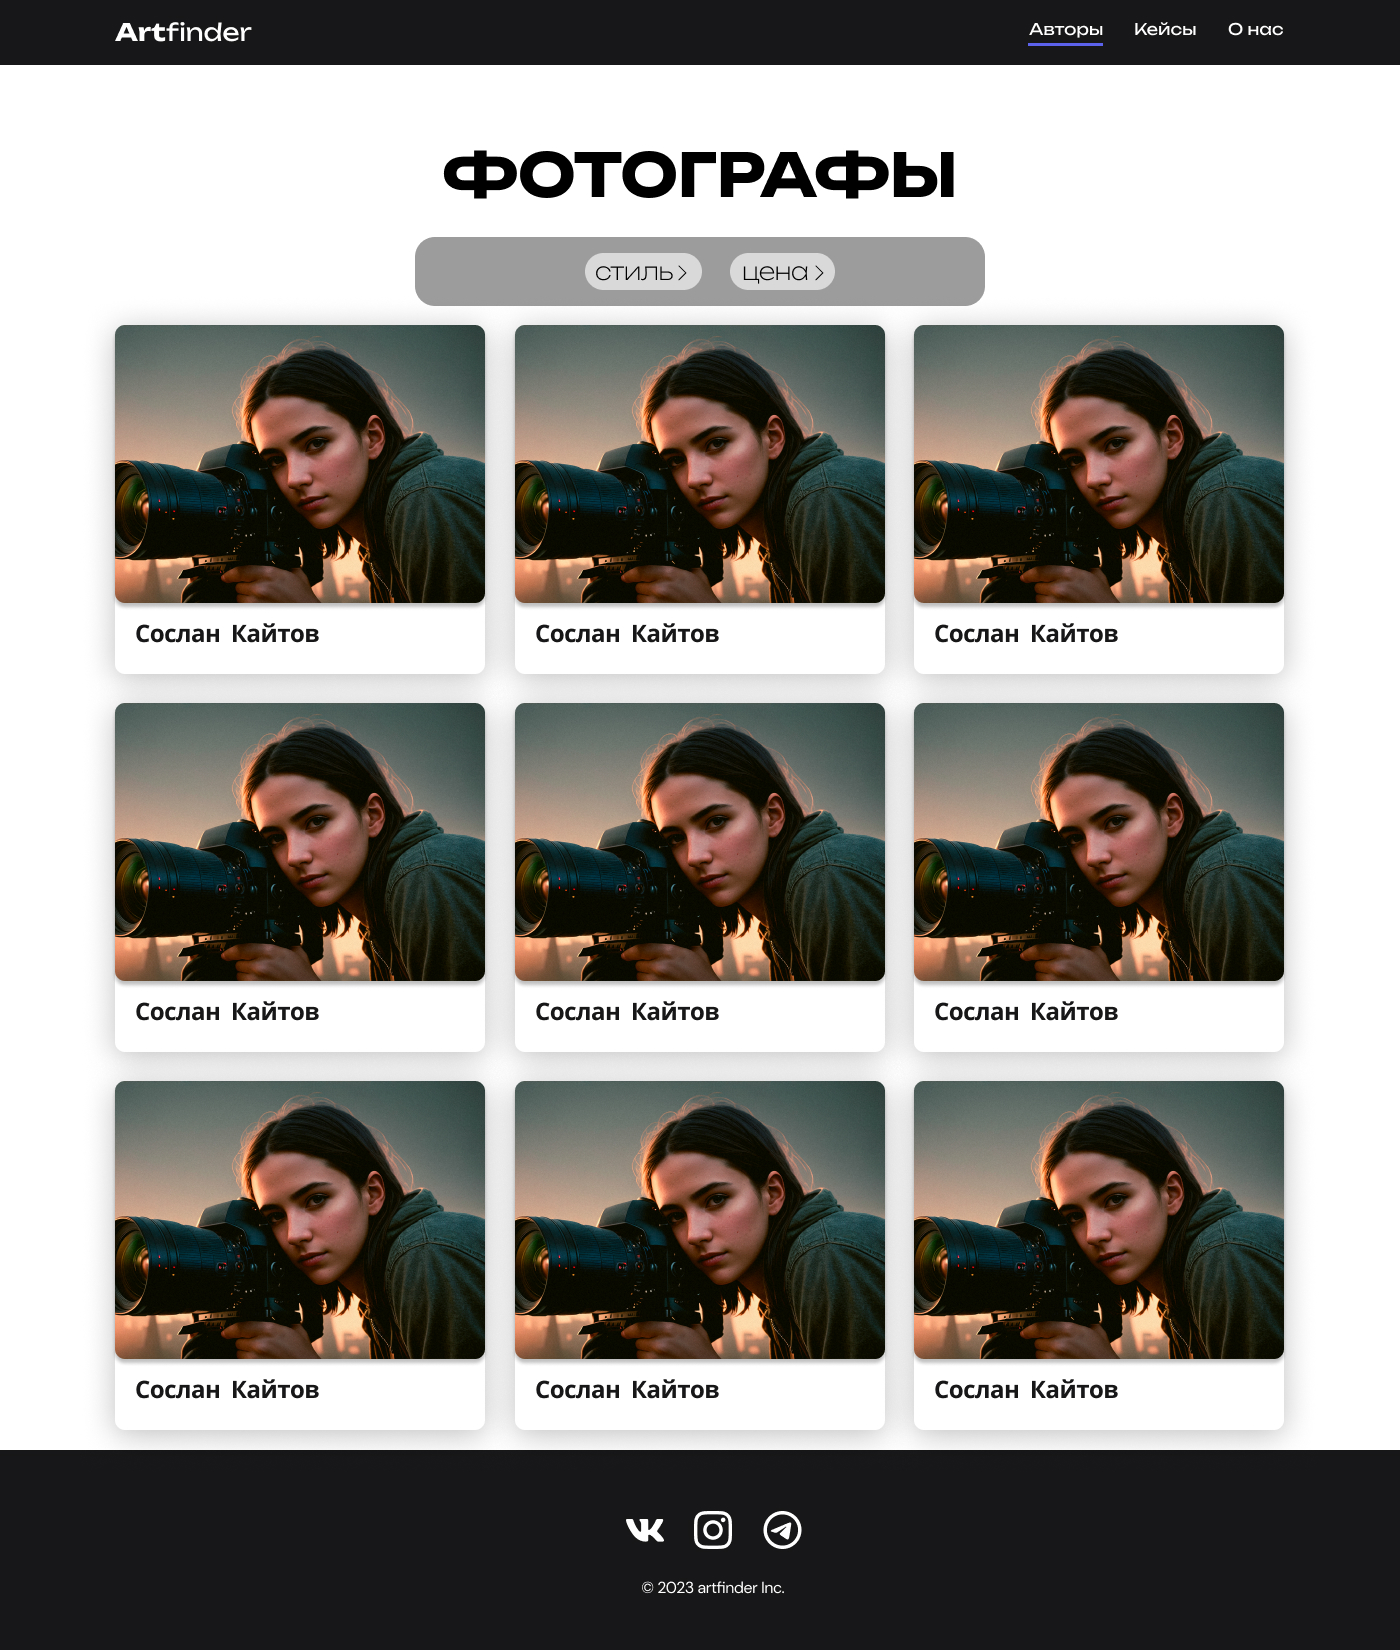 Artfinder
Авторы Кейсы О нас
ФОТОГРАФЫ
стиль цена
Сослан Кайтов Сослан Кайтов Сослан Кайтов
Сослан Кайтов Сослан Кайтов Сослан Кайтов
Сослан Кайтов Сослан Кайтов Сослан Кайтов
© 2023 artfinder Inc.